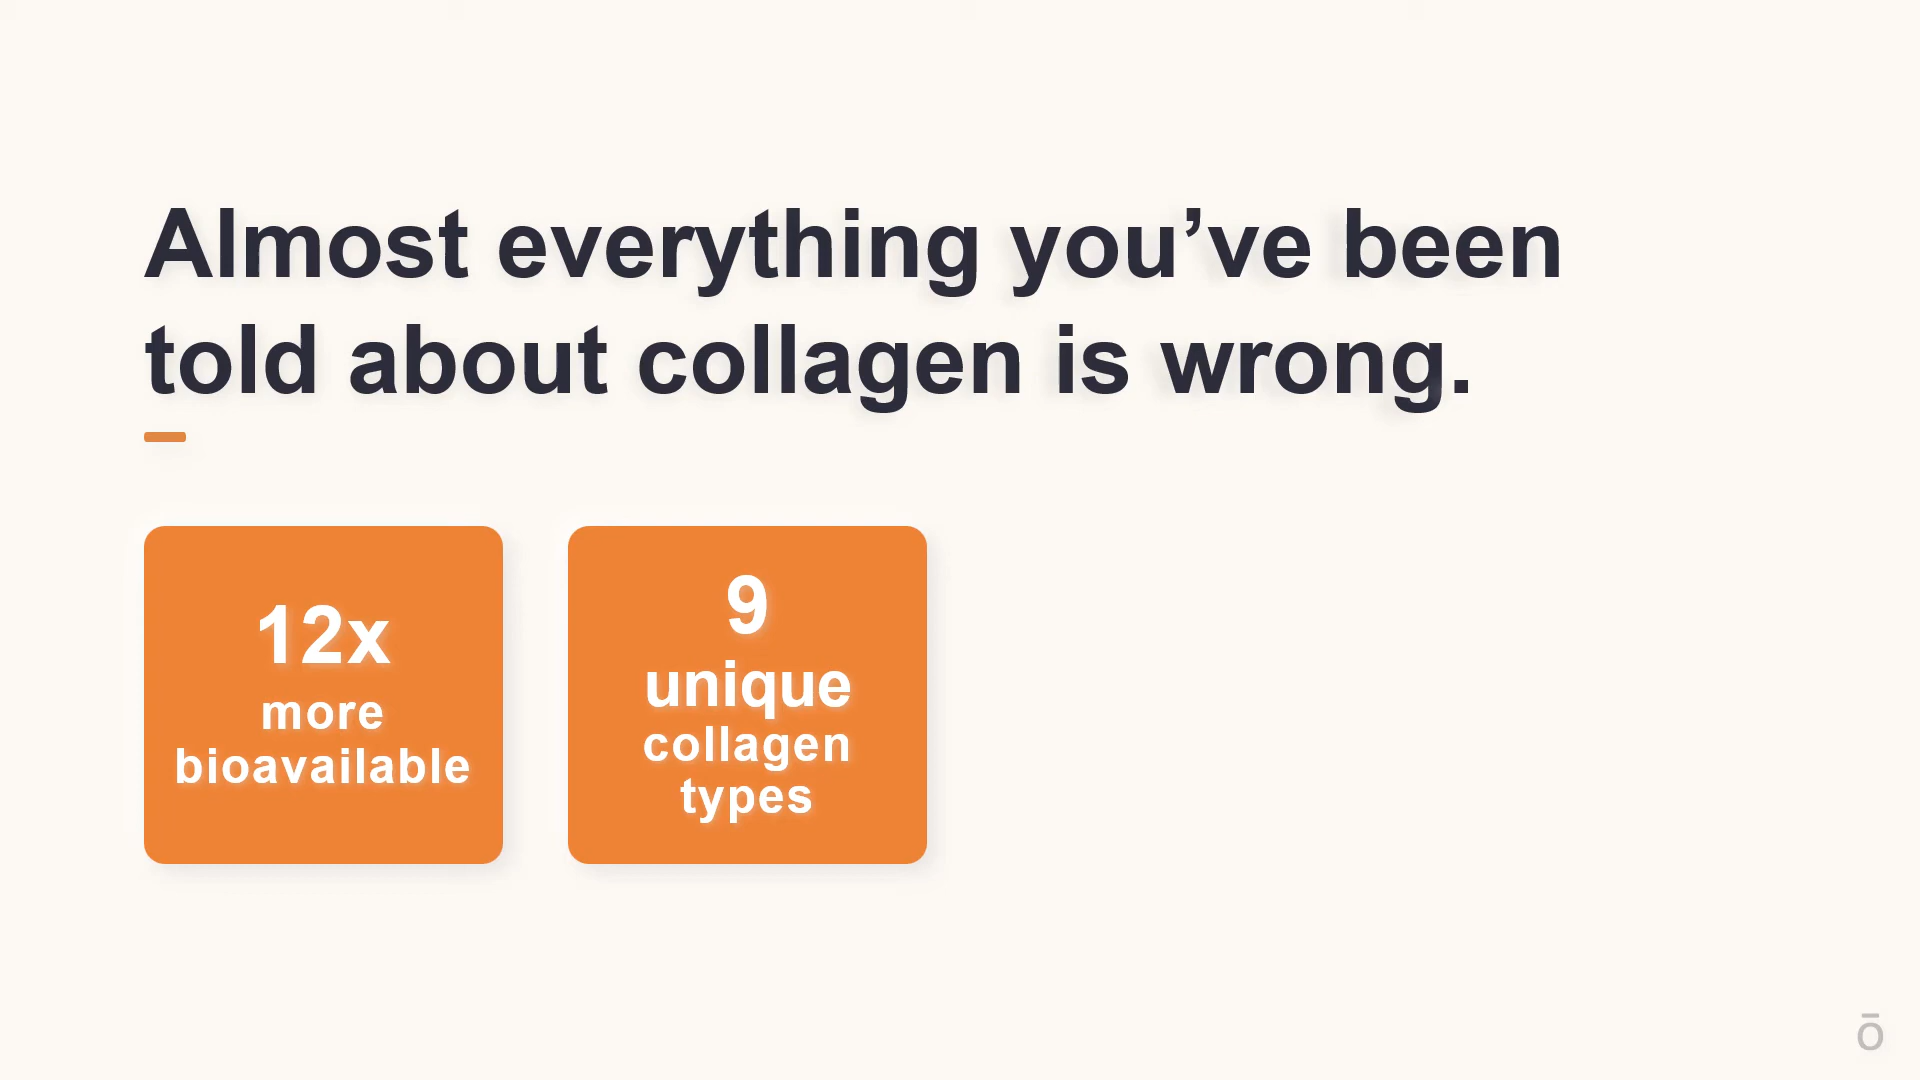 Almost everything you’ve been
told about collagen is wrong.
12x
more
bioavailable
9
unique
collagen
types
ō